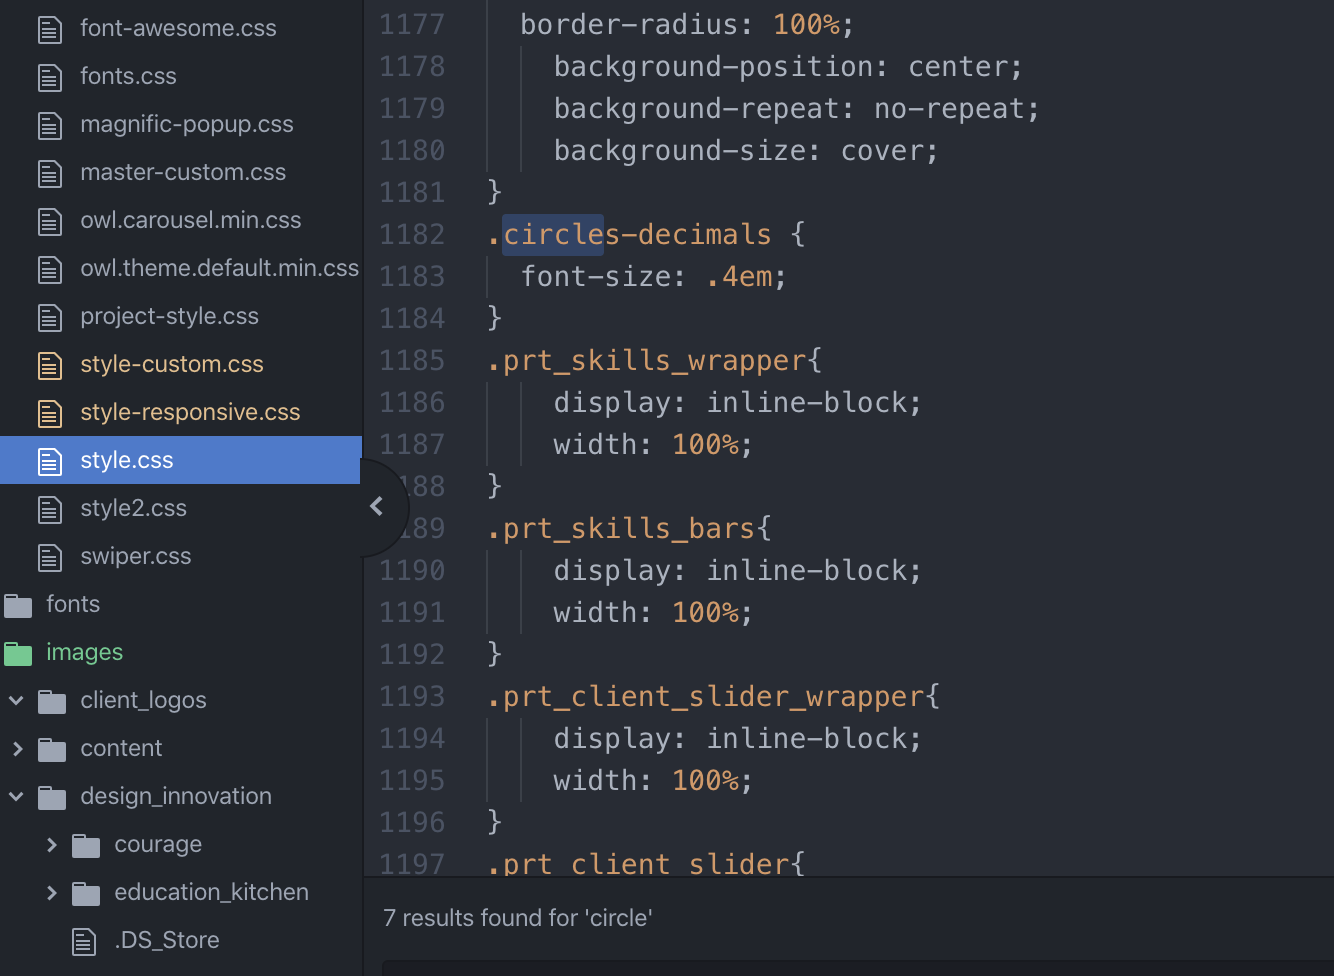 font-awesome.css
fonts.css
magnific-popup.css
master-custom.css
owl.carousel.min.css
owl.theme.default.min.css
project-style.css
style-custom.css
style-responsive.css
style.css
style2.css
swiper.css
fonts
images
client_logos
content
design_innovation
courage
education_kitchen
.DS_Store
1177 border-radius: 100%;
1178 background-position: center;
1179 background-repeat: no-repeat;
1180 background-size: cover;
1181 }
1182 .circles-decimals {
1183 font-size: .4em;
1184 }
1185 .prt_skills_wrapper{
1186 display: inline-block;
1187 width: 100%;
88 }
89 .prt_skills_bars{
1190 display: inline-block;
1191 width: 100%;
1192 }
1193 .prt_client_slider_wrapper{
1194 display: inline-block;
1195 width: 100%;
1196 }
1197 .prt_client_slider{
7 results found for 'circle'